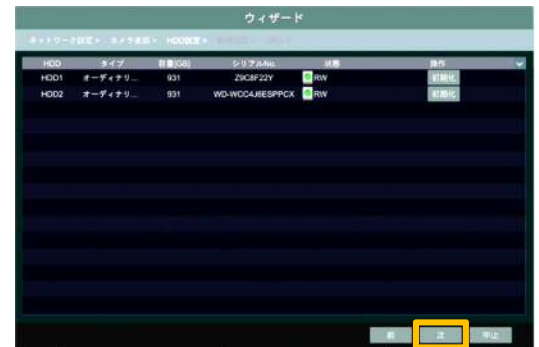 ウィザード
ネットワーク設定 カメラ追加 HDD設定
HDD タイプ 容量(GB) シリアルNo. 状態 操作
HDD1 オーディナリ... 931 Z9C8F22Y RW 初期化
HDD2 オーディナリ... 931 WD-WCC4J6ESPPCX RW 初期化
前 次 中止